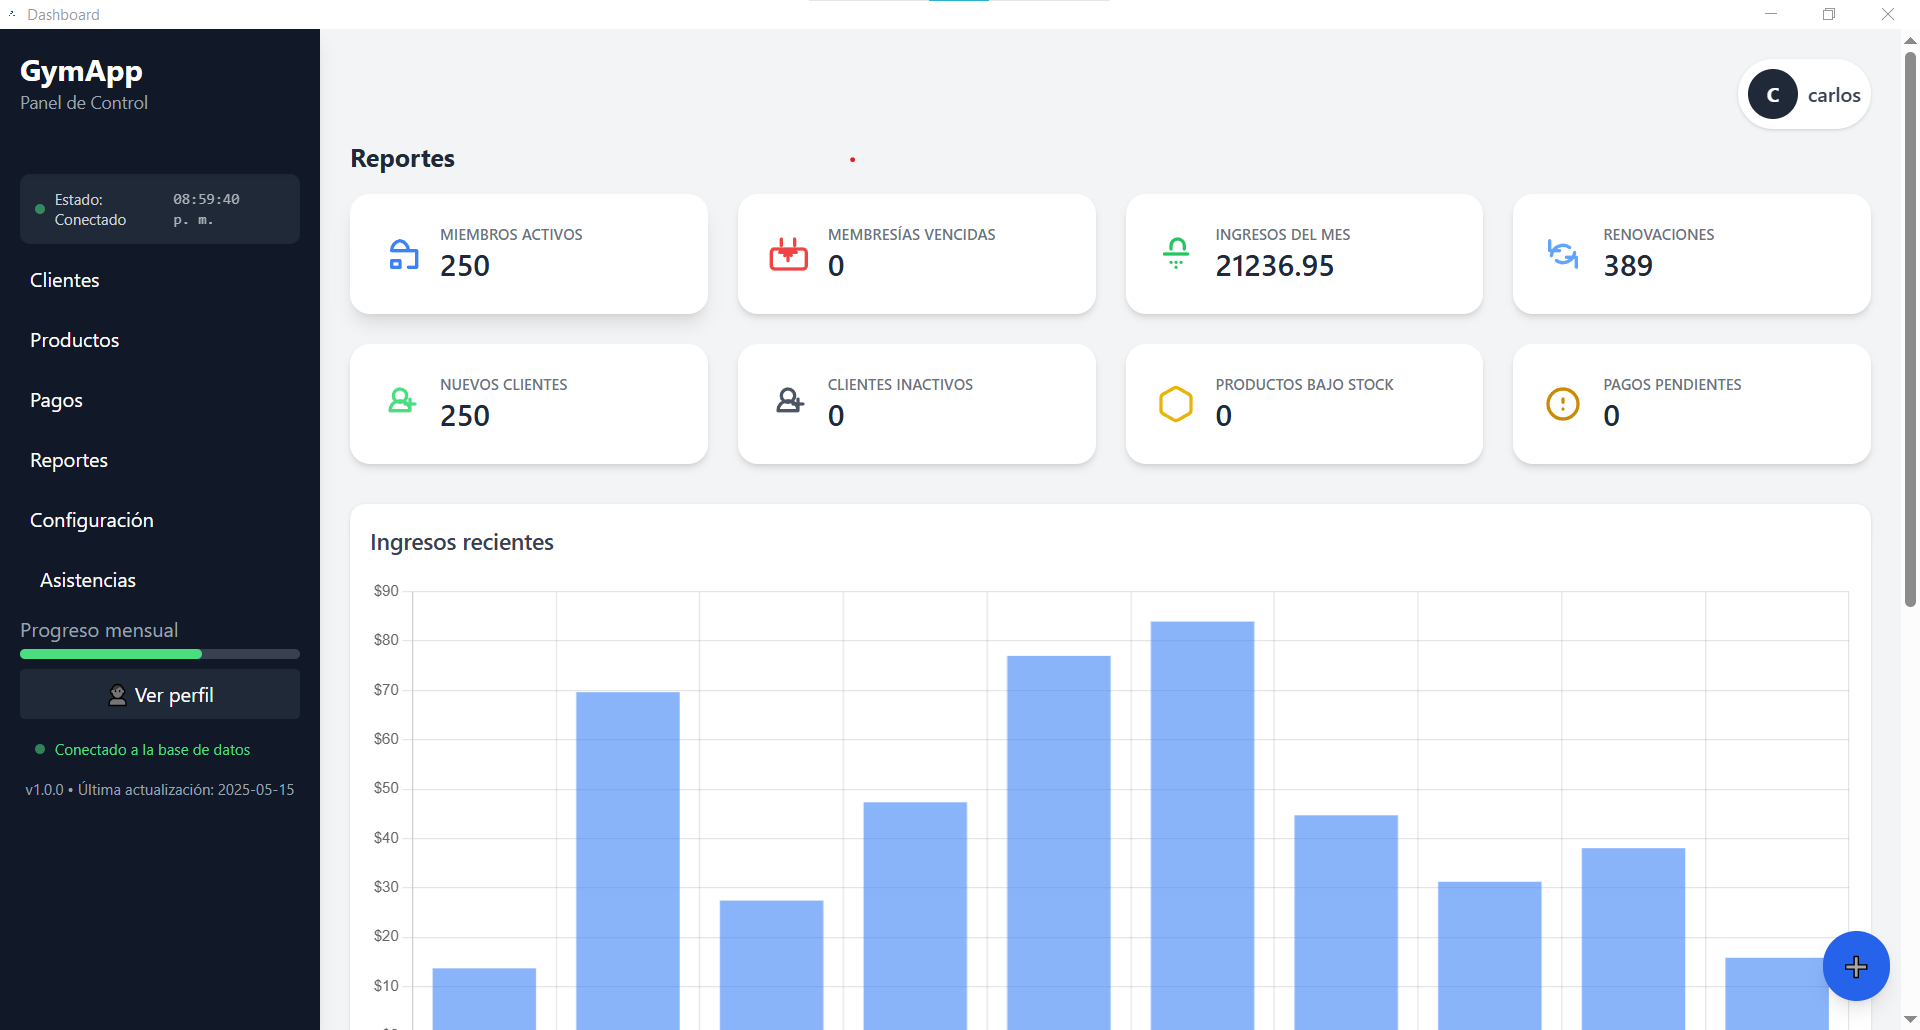 Dashboard
GymApp
Panel de Control
Estado:
Conectado
08:59:40
p. m.
Clientes
Productos
Pagos
Reportes
Configuración
Asistencias
Progreso mensual
Ver perfil
Conectado a la base de datos
v1.0.0 • Última actualización: 2025-05-15
C
carlos
Reportes
MIEMBROS ACTIVOS
250
MEMBRESÍAS VENCIDAS
0
INGRESOS DEL MES
21236.95
RENOVACIONES
389
NUEVOS CLIENTES
250
CLIENTES INACTIVOS
0
PRODUCTOS BAJO STOCK
0
PAGOS PENDIENTES
0
Ingresos recientes
$90
$80
$70
$60
$50
$40
$30
$20
$10